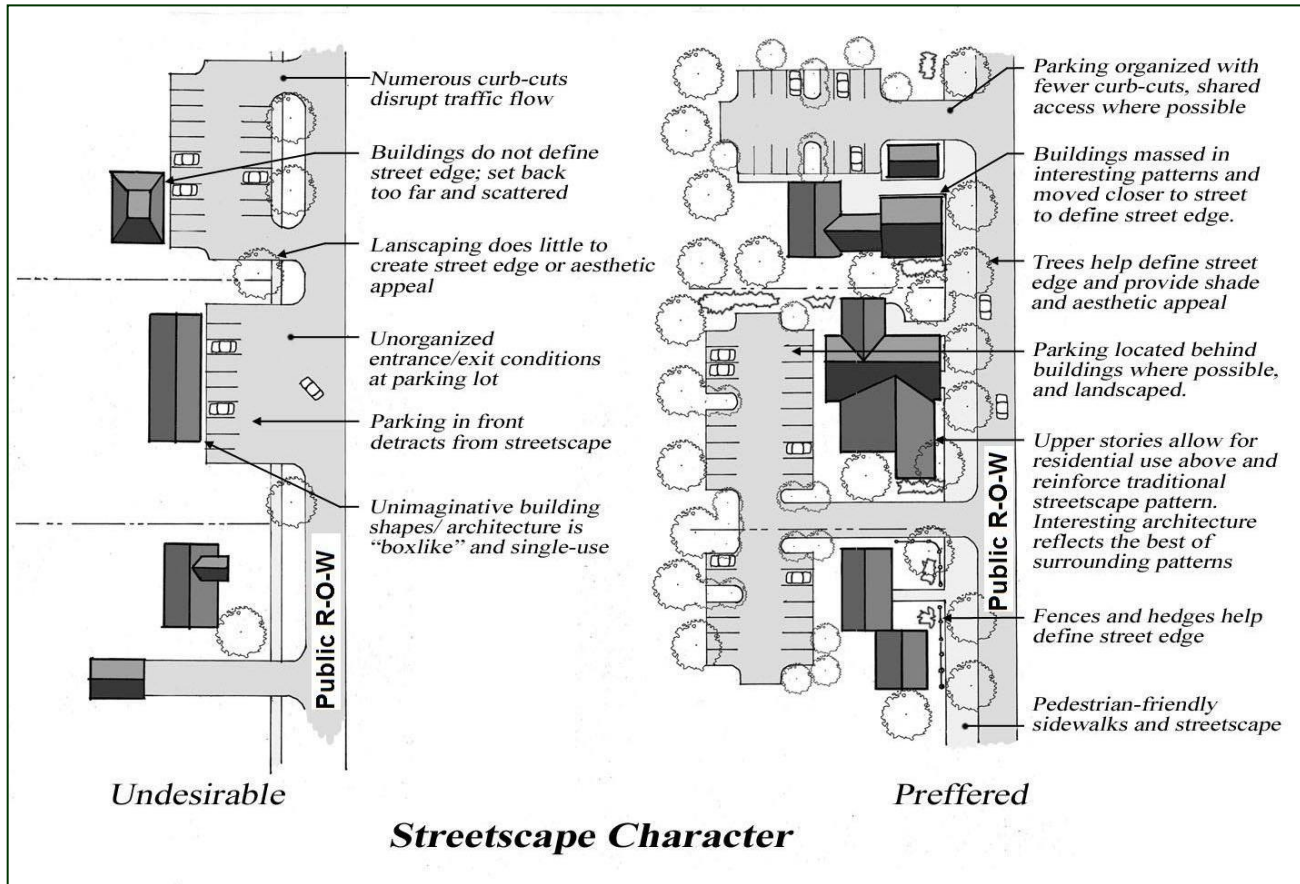 Numerous curb-cuts
disrupt traffic flow
Buildings do not define
street edge; set back
too far and scattered
Lanscaping does little to
create street edge or aesthetic
appeal
Unorganized
entrance/exit conditions
at parking lot
Parking in front
detracts from streetscape
Unimaginative building
shapes/ architecture is
“boxlike” and single-use
Public R-O-W
Undesirable
Parking organized with
fewer curb-cuts, shared
access where possible
Buildings massed in
interesting patterns and
moved closer to street
to define street edge.
Trees help define street
edge and provide shade
and aesthetic appeal
Parking located behind
buildings where possible,
and landscaped.
Upper stories allow for
residential use above and
reinforce traditional
streetscape pattern.
Interesting architecture
reflects the best of
surrounding patterns
Public R-O-W
Fences and hedges help
define street edge
Pedestrian-friendly
sidewalks and streetscape
Preffered
Streetscape Character